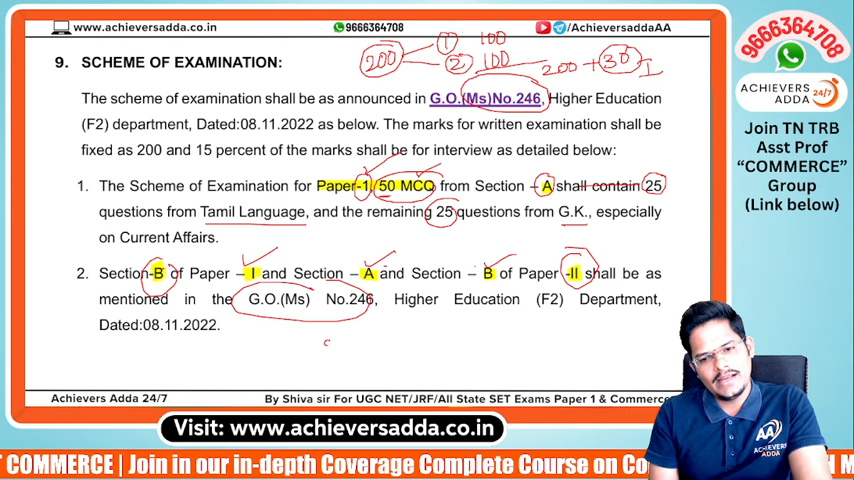 www.achieversadda.co.in
9666364708
/AchieversaddaAA
9666364708
9. SCHEME OF EXAMINATION:
200 1 100
2 100
200 + 30 I
The scheme of examination shall be as announced in G.O.(Ms)No.246, Higher Education
(F2) department, Dated:08.11.2022 as below. The marks for written examination shall be
fixed as 200 and 15 percent of the marks shall be for interview as detailed below:
1. The Scheme of Examination for Paper-1, 50 MCQ from Section – A shall contain 25
questions from Tamil Language, and the remaining 25 questions from G.K., especially
on Current Affairs.
2. Section-B of Paper – I and Section – A and Section – B of Paper -II shall be as
mentioned in the G.O.(Ms) No.246, Higher Education (F2) Department,
Dated:08.11.2022.
ACHIEVERS
ADDA 24/7
Join TN TRB
Asst Prof
“COMMERCE”
Group
(Link below)
AA
ACHIEVERS
ADDA
Achievers Adda 24/7
By Shiva sir For UGC NET/JRF/All State SET Exams Paper 1 & Commerce
Visit: www.achieversadda.co.in
COMMERCE | Join in our in-depth Coverage Complete Course on Co